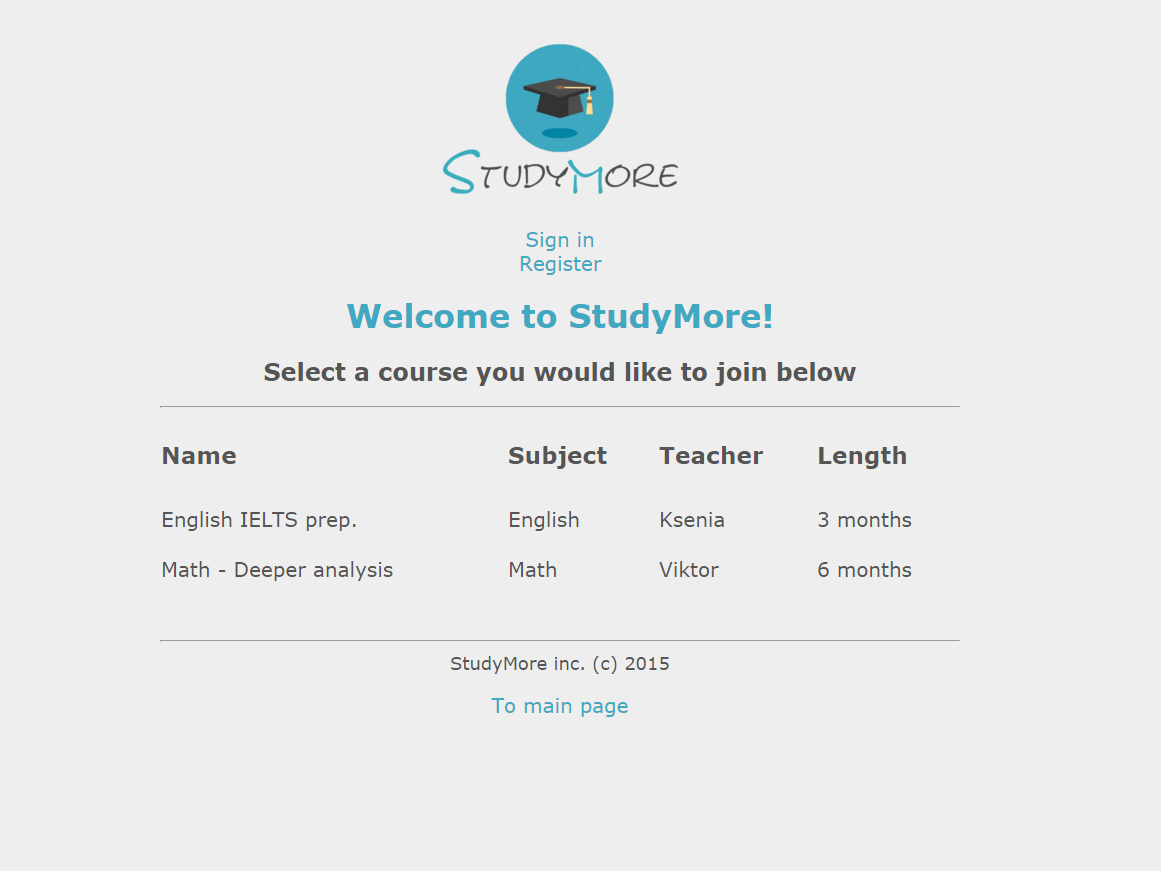 StudyMore
Sign in
Register
Welcome to StudyMore!
Select a course you would like to join below
Name Subject Teacher Length
English IELTS prep. English Ksenia 3 months
Math - Deeper analysis Math Viktor 6 months
StudyMore inc. (c) 2015
To main page